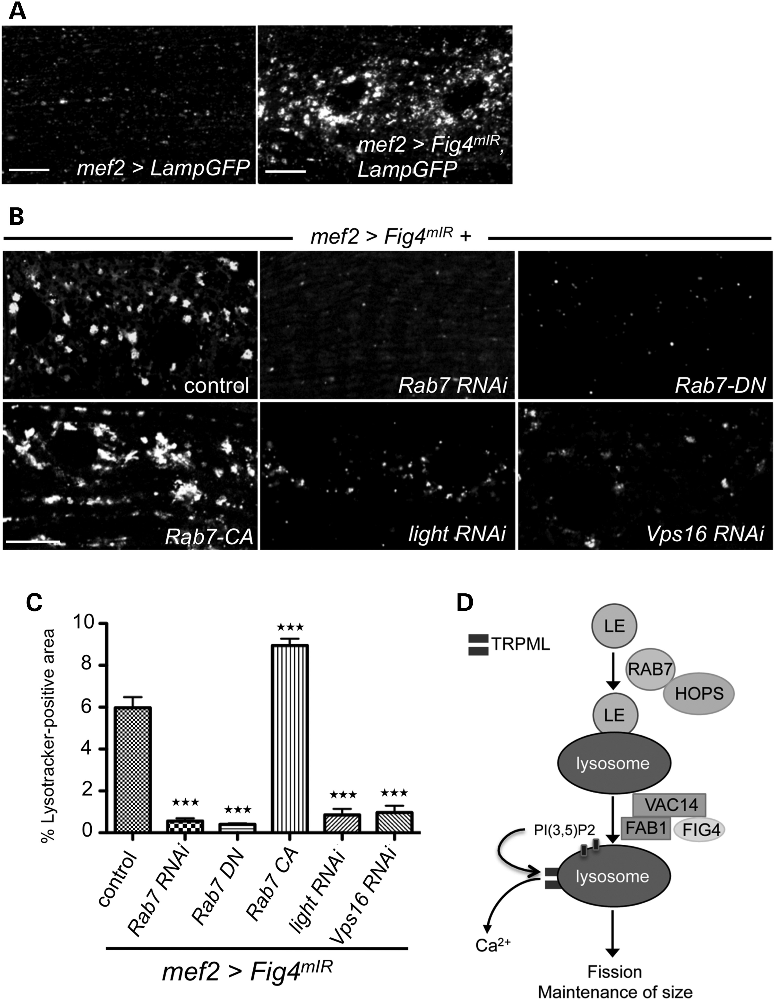 A
mef2 > LampGFP
mef2 > Fig4mIR,
LampGFP
B
mef2 > Fig4mIR +
control
Rab7 RNAi
Rab7-DN
Rab7-CA
light RNAi
Vps16 RNAi
C
% Lysotracker-positive area
10
8
6
4
2
0
★★★
★★★
★★★
★★★
★★★
control
Rab7 RNAi
Rab7 DN
Rab7 CA
light RNAi
Vps16 RNAi
mef2 > Fig4mIR
D
TRPML
LE
RAB7
HOPS
LE
lysosome
VAC14
FAB1
FIG4
PI(3,5)P2
lysosome
Ca2+
Fission
Maintenance of size